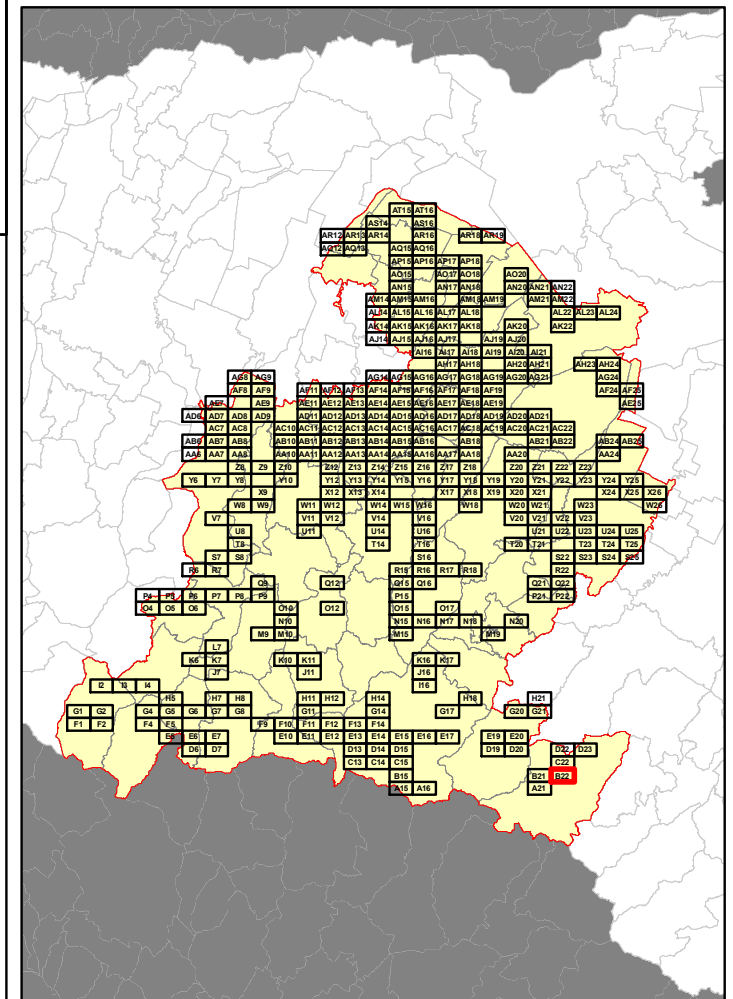 AT15 AT16
AS14 AS16
AR12 AR13 AR14 AR16 AR18 AR19
AQ12 AQ13 AQ15 AQ16
AP15 AP16 AP17 AP18
AO15 AO17 AO18 AO20
AN15 AN17 AN18 AN20 AN21 AN22
AM14 AM15 AM16 AM18 AM19 AM21 AM22
AL14 AL15 AL16 AL17 AL18 AL22 AL23 AL24
AK14 AK15 AK16 AK17 AK18 AK20 AK22
AJ14 AJ15 AJ16 AJ17 AJ19 AJ20
AI16 AI17 AI18 AI19 AI20 AI21
AH17 AH18 AH20 AH21 AH23 AH24
AG8 AG9 AG14 AG15 AG16 AG17 AG18 AG19 AG20 AG21 AG24
AF8 AF9 AF11 AF12 AF13 AF14 AF15 AF16 AF17 AF18 AF19 AF24 AF25
AE7 AE9 AE11 AE12 AE13 AE14 AE15 AE16 AE17 AE18 AE19 AE25
AD6 AD7 AD8 AD9 AD11 AD12 AD13 AD14 AD15 AD16 AD17 AD18 AD19 AD20 AD21
AC7 AC8 AC10 AC11 AC12 AC13 AC14 AC15 AC16 AC17 AC18 AC19 AC20 AC21 AC22
AB6 AB7 AB8 AB10 AB11 AB12 AB13 AB14 AB15 AB16 AB18 AB21 AB22 AB24 AB25
AA6 AA7 AA8 AA10 AA11 AA12 AA13 AA14 AA15 AA16 AA17 AA18 AA20 AA24
Z8 Z9 Z10 Z12 Z13 Z14 Z15 Z16 Z17 Z18 Z20 Z21 Z22 Z23
Y6 Y7 Y8 Y10 Y12 Y13 Y14 Y15 Y16 Y17 Y18 Y19 Y20 Y21 Y22 Y23 Y24 Y25
X9 X12 X13 X14 X17 X18 X19 X20 X21 X24 X25 X26
W8 W9 W11 W12 W14 W15 W16 W18 W20 W21 W23 W26
V7 V11 V12 V14 V16 V20 V21 V22 V23
U8 U11 U14 U16 U21 U22 U23 U24 U25
T8 T14 T16 T20 T21 T23 T24 T25
S7 S8 S16 S22 S23 S24 S25
R6 R7 R15 R16 R17 R18 R22
Q9 Q12 Q15 Q16 Q21 Q22
P4 P5 P6 P7 P8 P9 P15 P21 P22
O4 O5 O6 O10 O12 O15 O17
N10 N15 N16 N17 N18 N20
M9 M10 M15 M19
L7
K6 K7 K10 K11 K16 K17
J7 J11 J16
I2 I3 I4 I16
H5 H7 H8 H11 H12 H14 H18 H21
G1 G2 G4 G5 G6 G7 G8 G11 G14 G17 G20 G21
F1 F2 F4 F5 F9 F10 F11 F12 F13 F14
E5 E6 E7 E10 E11 E12 E13 E14 E15 E16 E17 E19 E20
D6 D7 D13 D14 D15 D19 D20 D22 D23
C13 C14 C15 C22
B15 B21 B22
A15 A16 A21